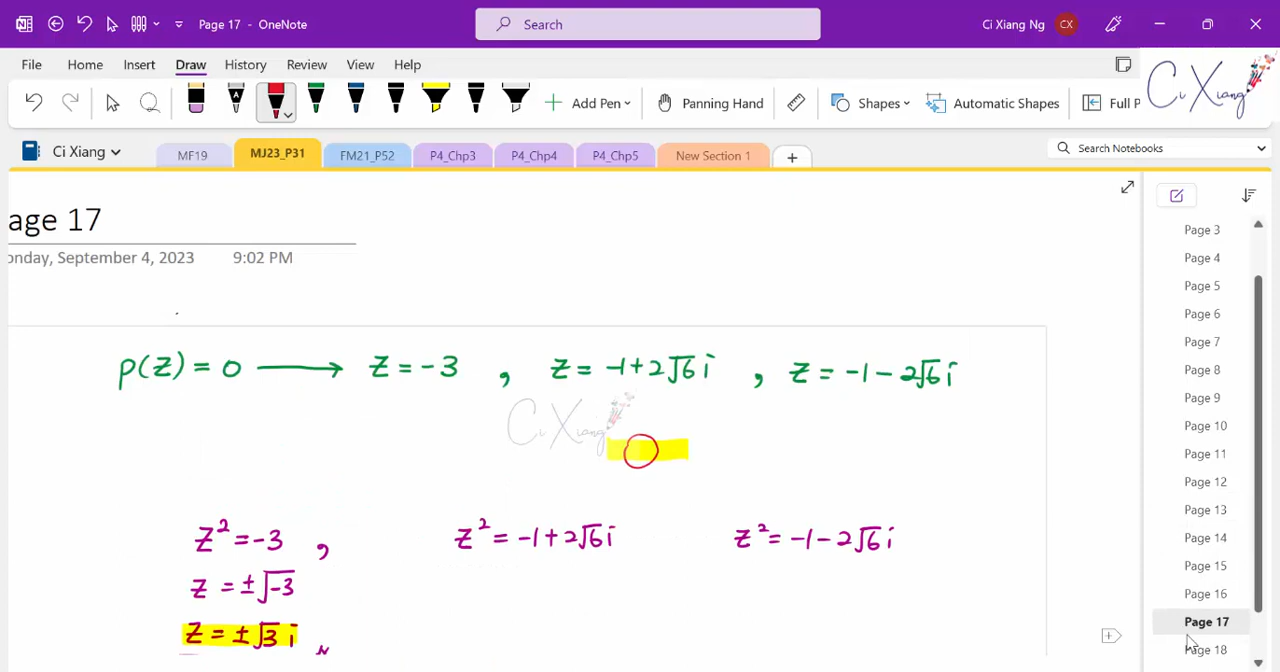 Page 17 - OneNote
Search
Ci Xiang Ng
CX
File Home Insert Draw History Review View Help
Add Pen
Panning Hand
Shapes
Automatic Shapes
Full P
Ci Xiang
Ci Xiang
MF19
MJ23_P31
FM21_P52
P4_Chp3
P4_Chp4
P4_Chp5
New Section 1
Search Notebooks
age 17
onday, September 4, 2023 9:02 PM
Page 3
Page 4
Page 5
Page 6
Page 7
Page 8
Page 9
Page 10
Page 11
Page 12
Page 13
Page 14
Page 15
Page 16
Page 17
Page 18
p(z) = 0 → z = -3 , z = -1+2√6 i , z = -1-2√6 i
Ci Xiang
z² = -3 , z² = -1+2√6 i z² = -1-2√6 i
z = ±√-3
z = ±√3 i